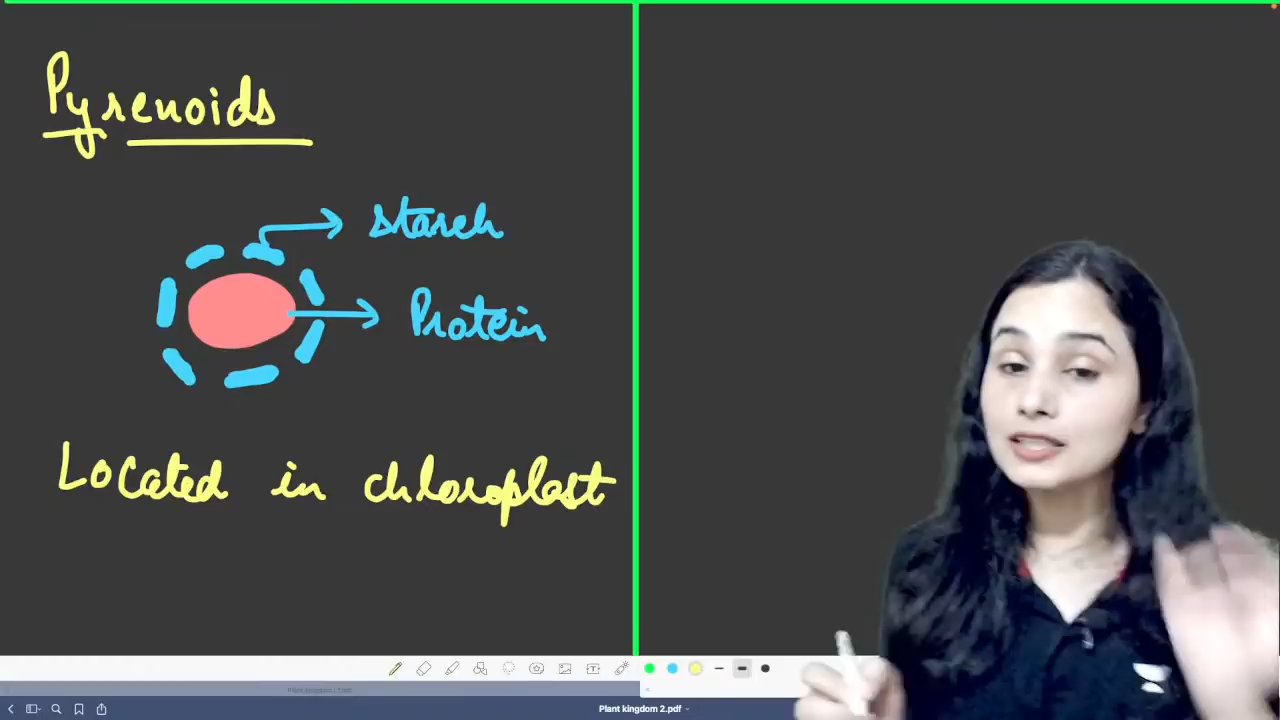 Pyrenoids
starch
Protein
Located in chloroplast
Plant kingdom 2.pdf